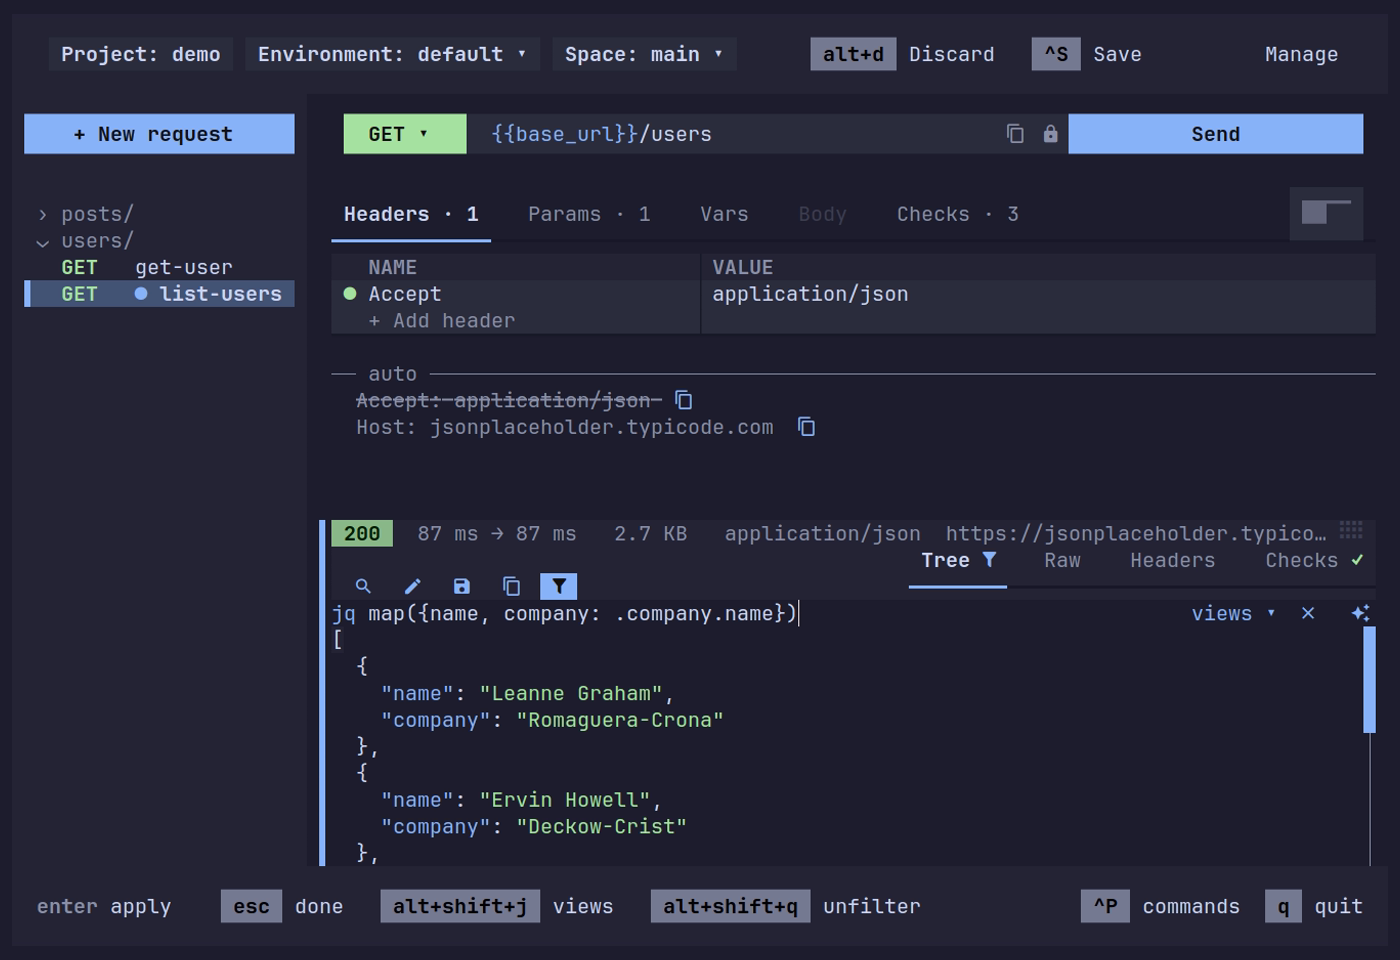 Project: demo Environment: default ▾ Space: main ▾ alt+d Discard ^S Save Manage
+ New request GET ▾ {{base_url}}/users Send
› posts/ Headers · 1 Params · 1 Vars Body Checks · 3
users/
GET get-user NAME VALUE
GET ● list-users ● Accept application/json
+ Add header
auto
Accept: application/json
Host: jsonplaceholder.typicode.com
200 87 ms → 87 ms 2.7 KB application/json https://jsonplaceholder.typico…
Tree Raw Headers Checks ✓
jq map({name, company: .company.name}) views ▾ ×
[
{
"name": "Leanne Graham",
"company": "Romaguera-Crona"
},
{
"name": "Ervin Howell",
"company": "Deckow-Crist"
},
enter apply esc done alt+shift+j views alt+shift+q unfilter ^P commands q quit